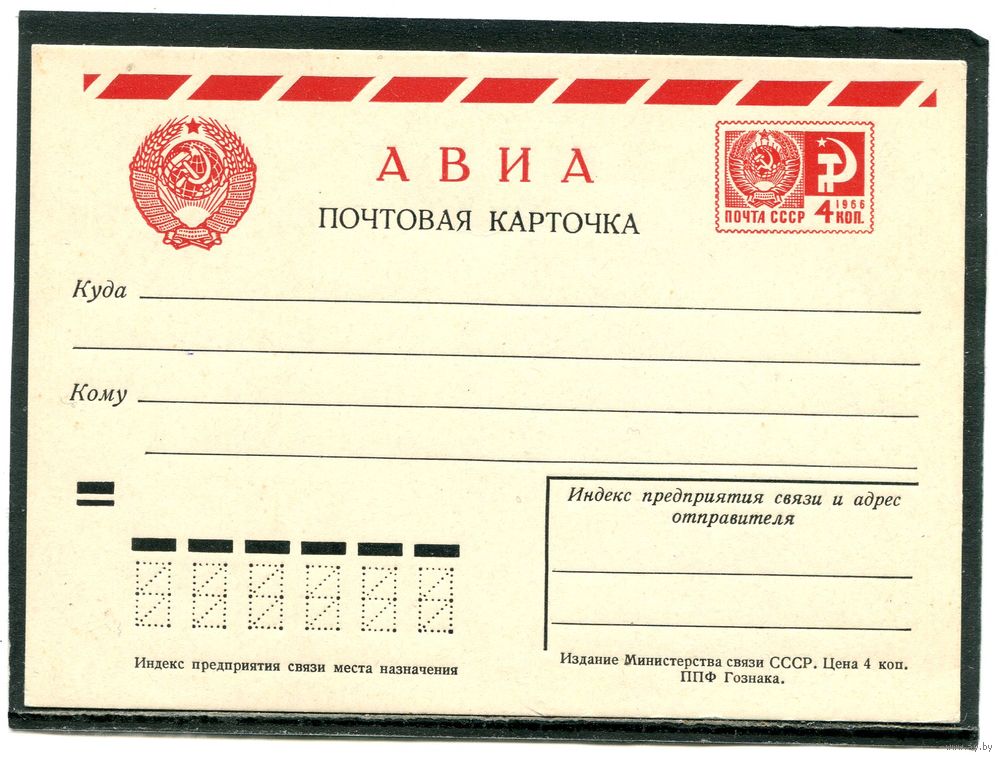 АВИА
ПОЧТОВАЯ КАРТОЧКА
ПОЧТА СССР 4 1966 КОП.
Куда
Кому
Индекс предприятия связи и адрес
отправителя
Индекс предприятия связи места назначения
Издание Министерства связи СССР. Цена 4 коп.
ППФ Гознака.